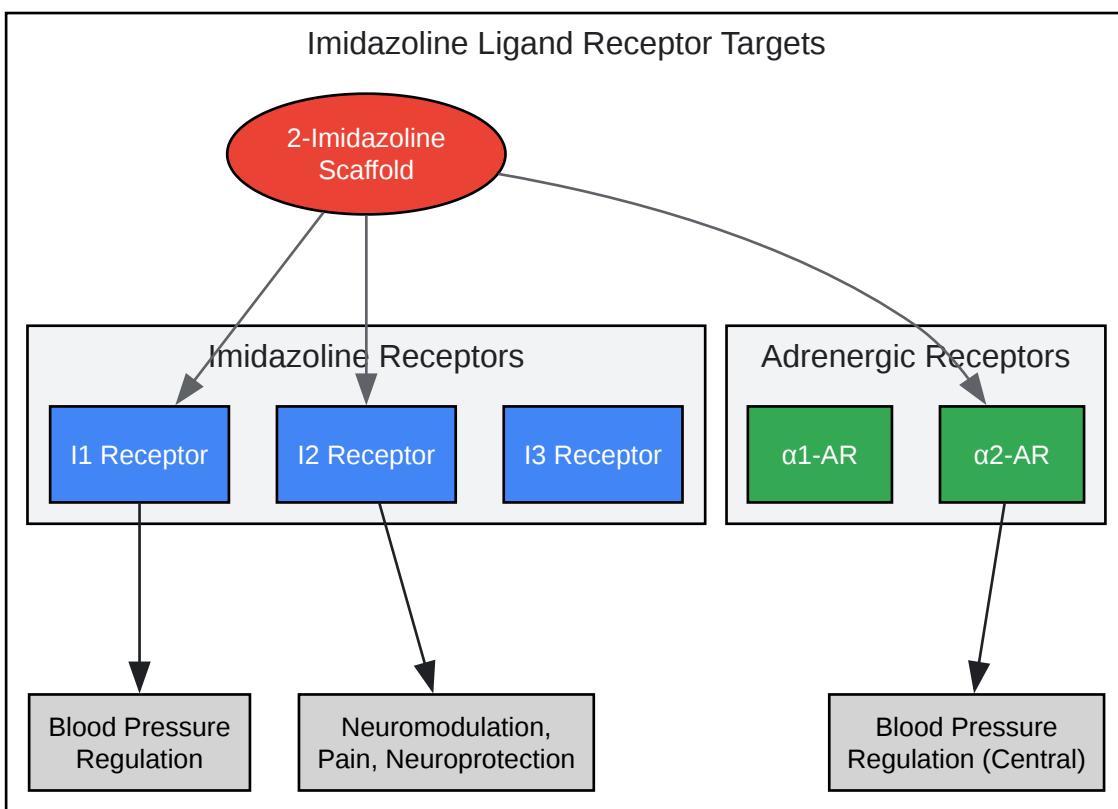 Imidazoline Ligand Receptor Targets
2-Imidazoline
Scaffold
Imidazoline Receptors
Adrenergic Receptors
I1 Receptor
I2 Receptor
I3 Receptor
α1-AR
α2-AR
Blood Pressure
Regulation
Neuromodulation,
Pain, Neuroprotection
Blood Pressure
Regulation (Central)